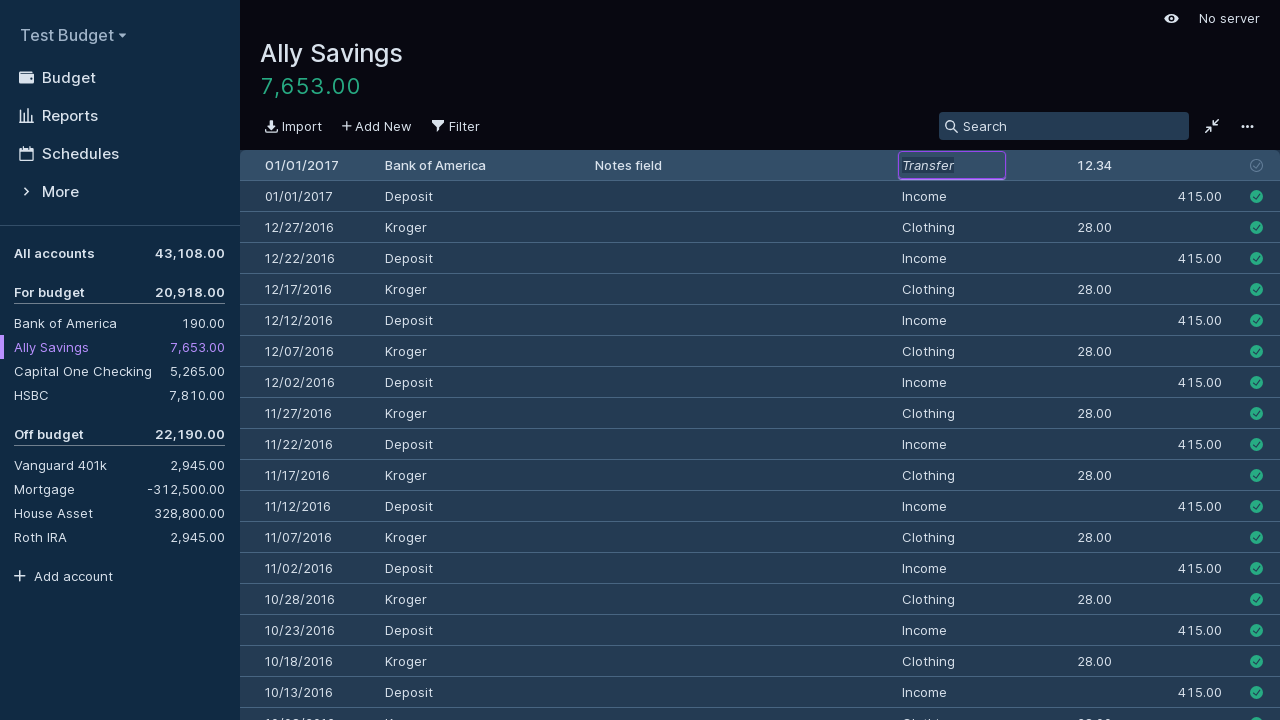 Test Budget
Budget
Reports
Schedules
More
All accounts 43,108.00
For budget 20,918.00
Bank of America 190.00
Ally Savings 7,653.00
Capital One Checking 5,265.00
HSBC 7,810.00
Off budget 22,190.00
Vanguard 401k 2,945.00
Mortgage -312,500.00
House Asset 328,800.00
Roth IRA 2,945.00
Add account
No server
Ally Savings
7,653.00
Import Add New Filter Search
01/01/2017 Bank of America Notes field Transfer 12.34
01/01/2017 Deposit Income 415.00
12/27/2016 Kroger Clothing 28.00
12/22/2016 Deposit Income 415.00
12/17/2016 Kroger Clothing 28.00
12/12/2016 Deposit Income 415.00
12/07/2016 Kroger Clothing 28.00
12/02/2016 Deposit Income 415.00
11/27/2016 Kroger Clothing 28.00
11/22/2016 Deposit Income 415.00
11/17/2016 Kroger Clothing 28.00
11/12/2016 Deposit Income 415.00
11/07/2016 Kroger Clothing 28.00
11/02/2016 Deposit Income 415.00
10/28/2016 Kroger Clothing 28.00
10/23/2016 Deposit Income 415.00
10/18/2016 Kroger Clothing 28.00
10/13/2016 Deposit Income 415.00